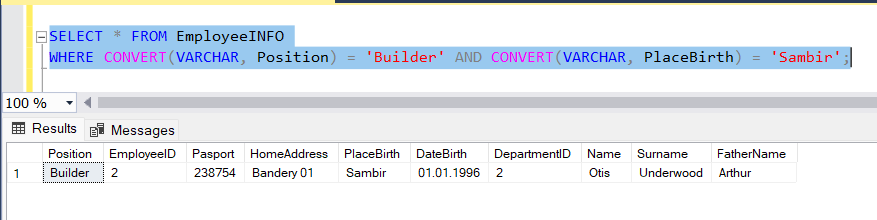 SELECT * FROM EmployeeINFO
WHERE CONVERT(VARCHAR, Position) = 'Builder' AND CONVERT(VARCHAR, PlaceBirth) = 'Sambir';
100 %
Results Messages
Position EmployeeID Pasport HomeAddress PlaceBirth DateBirth DepartmentID Name Surname FatherName
1 Builder 2 238754 Bandery 01 Sambir 01.01.1996 2 Otis Underwood Arthur